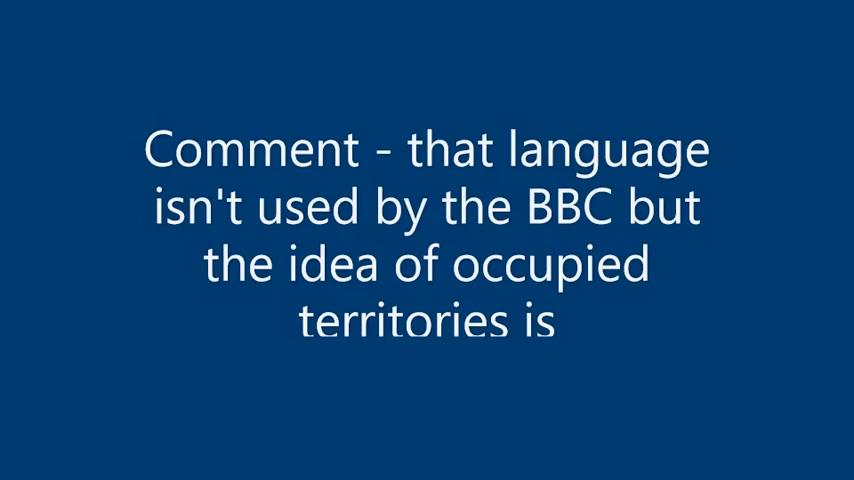 Comment - that language
isn't used by the BBC but
the idea of occupied
territories is